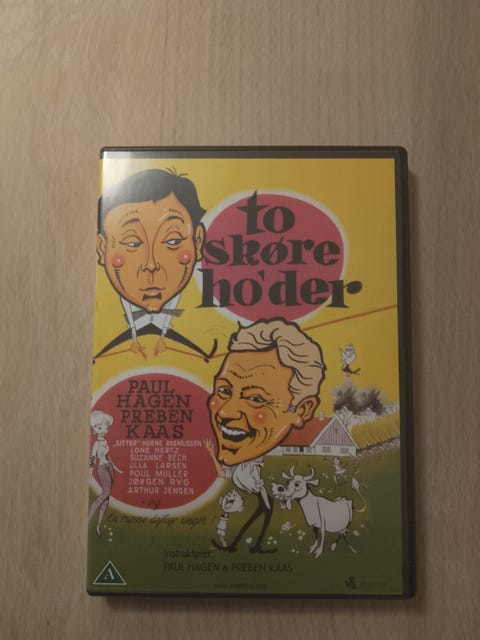 to
skøre
ho'der
PAUL
HAGEN
PREBEN
KAAS
"SITTER" HORNE RASMUSSEN
LONE HERTZ
SUZANNE BECH
ULLA LARSEN
POUL MÜLLER
JØRGEN RYG
ARTHUR JENSEN
- og
en masse dejlige unger!
Instruktører:
PAUL HAGEN & PREBEN KAAS
A